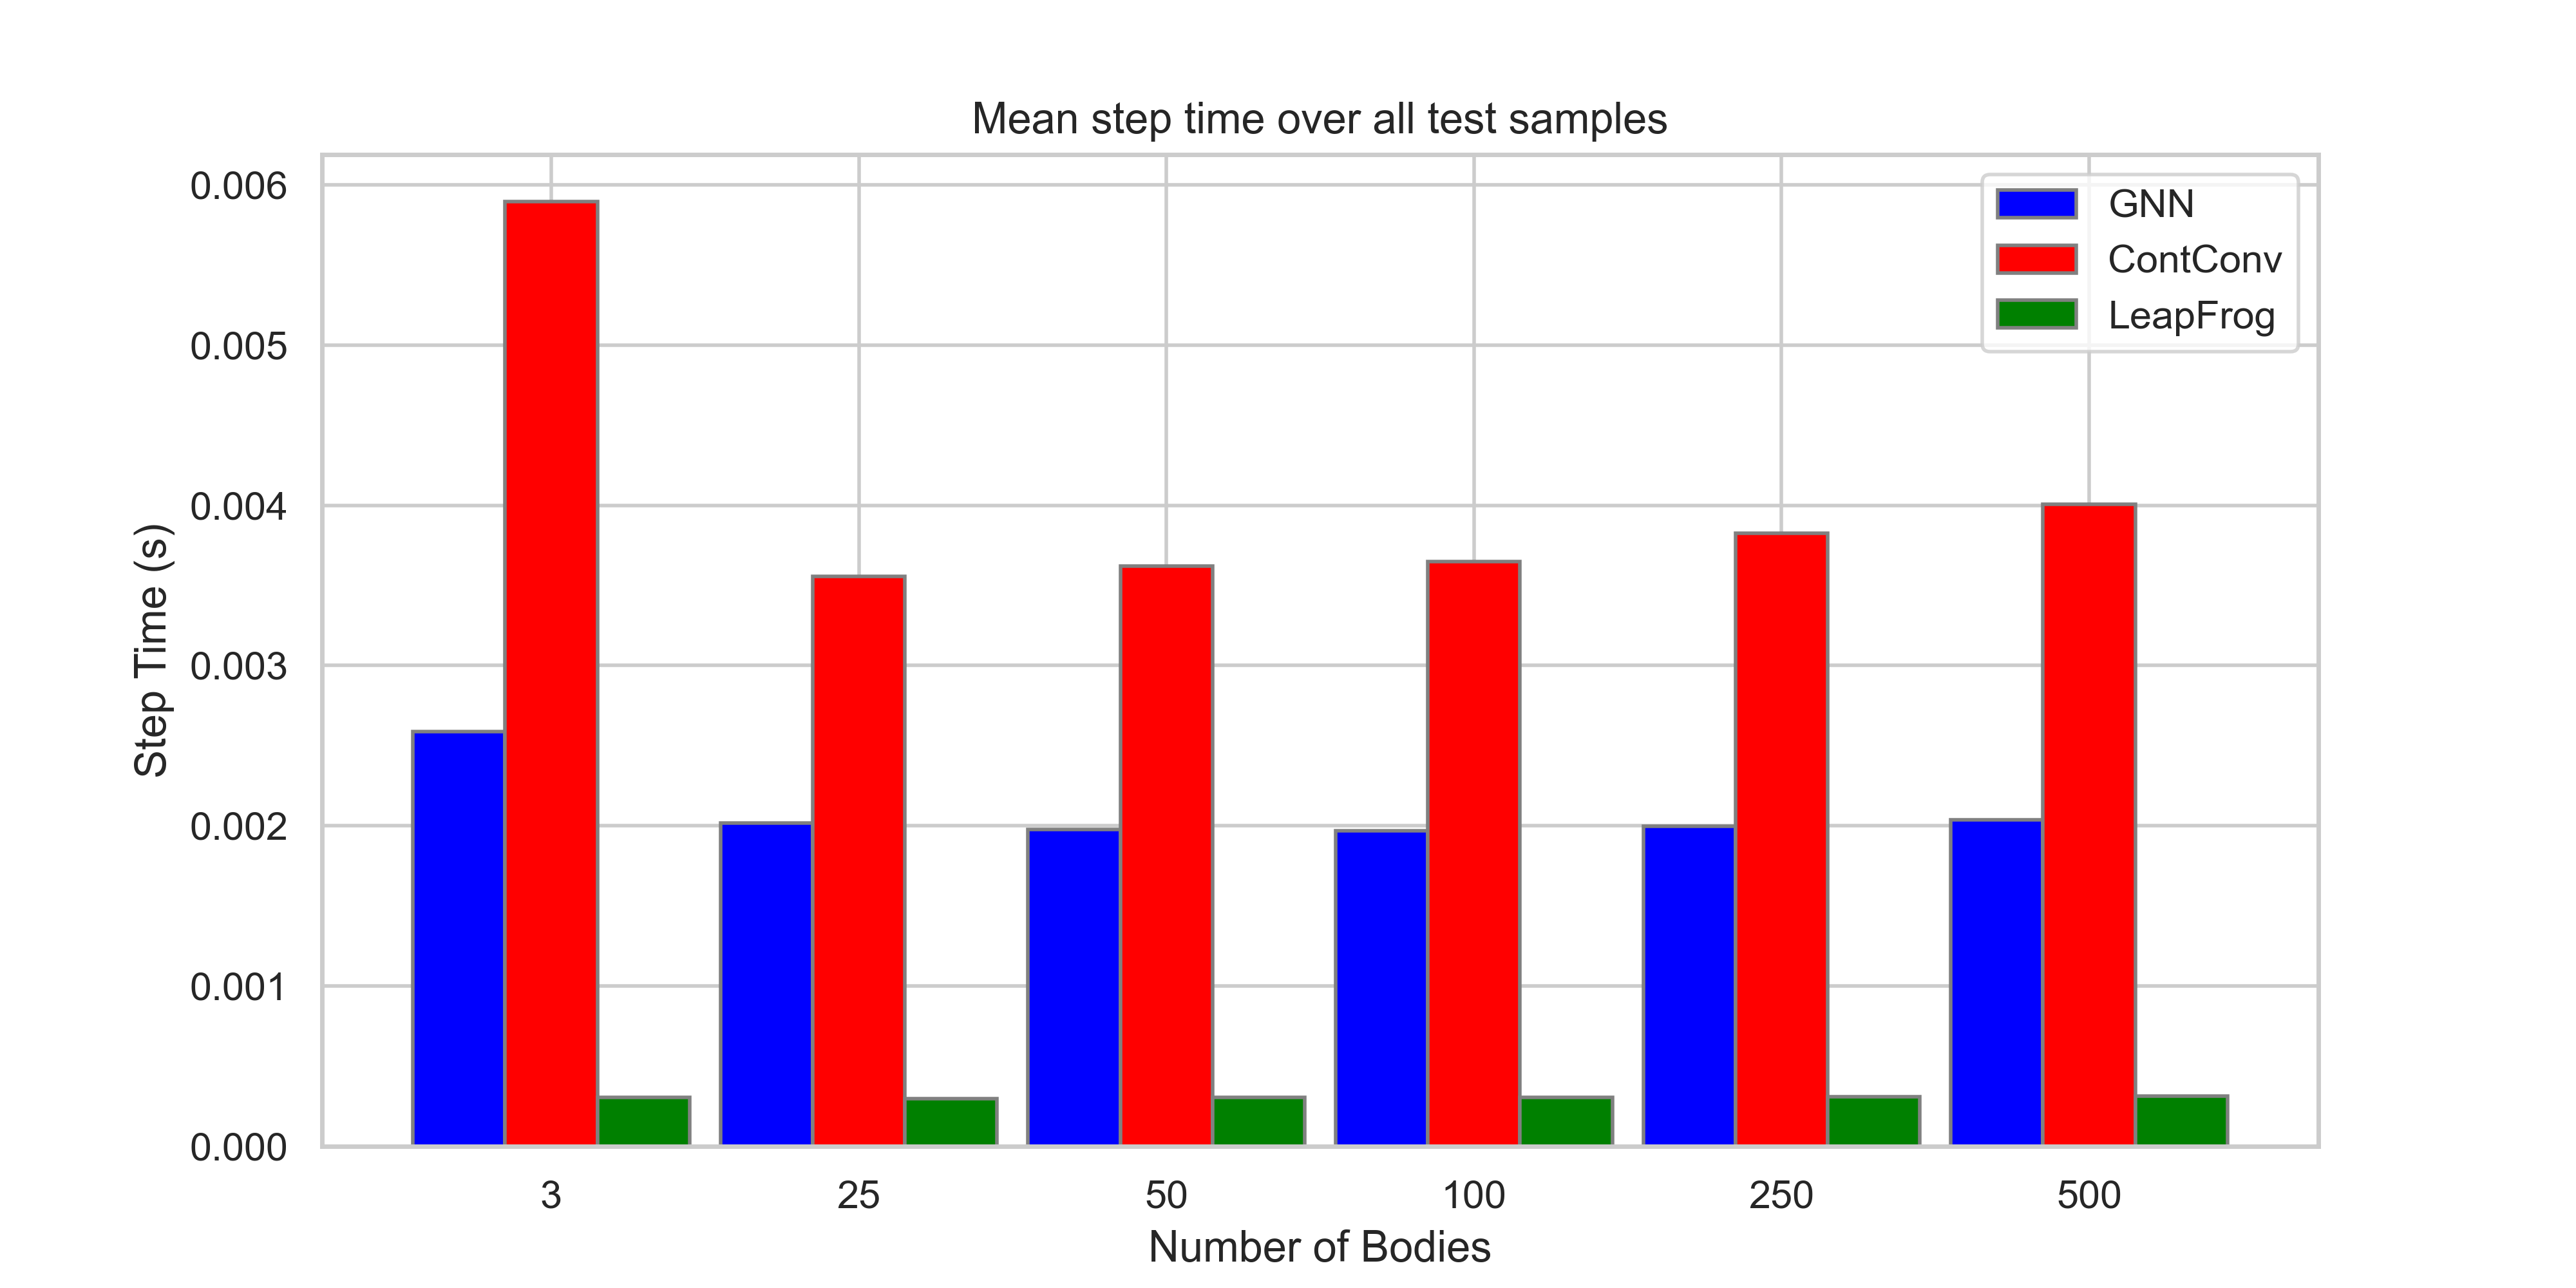 Mean step time over all test samples
0.006
0.005
0.004
0.003
0.002
0.001
0.000
Step Time (s)
GNN
ContConv
LeapFrog
3 25 50 100 250 500
Number of Bodies